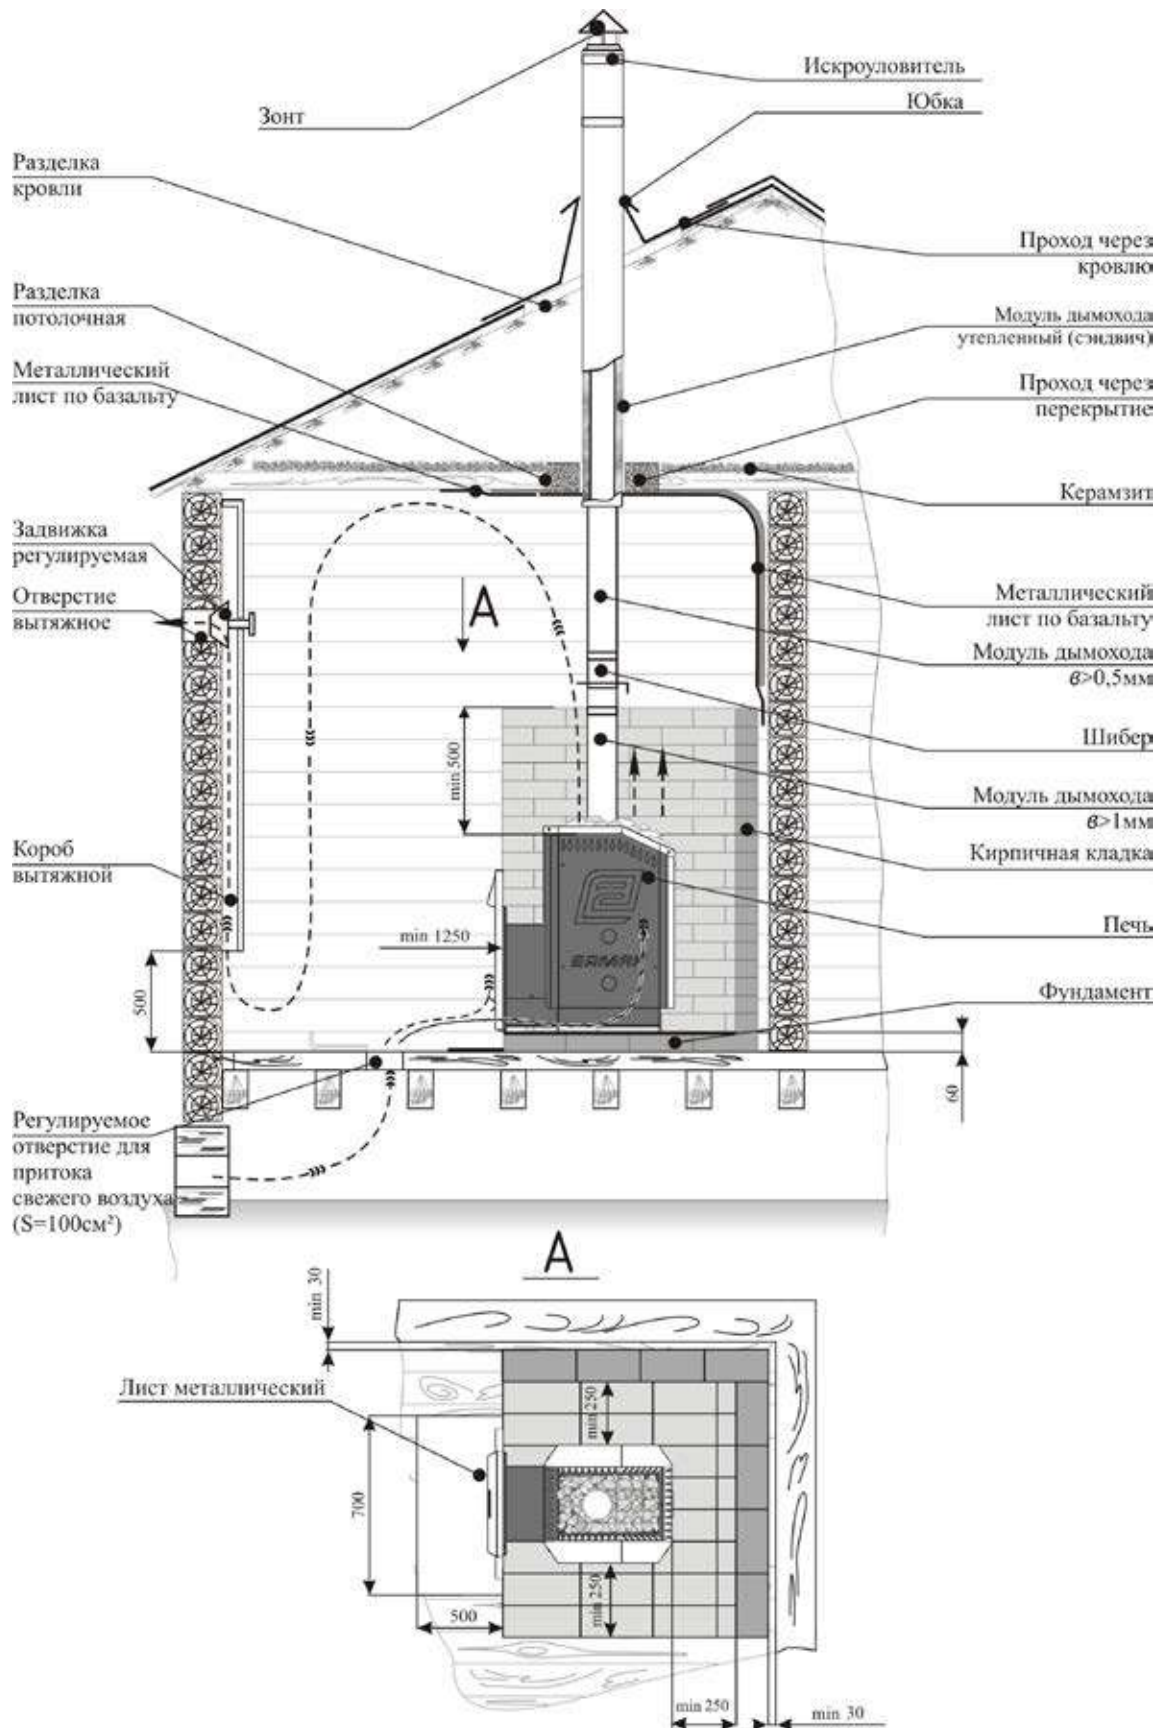 Зонт
Искроуловитель
Юбка
Разделка
кровли
Проход через
кровлю
Разделка
потолочная
Модуль дымохода
утепленный (сэндвич)
Металлический
лист по базальту
Проход через
перекрытие
Керамзит
Задвижка
регулируемая
Отверстие
вытяжное
А
Металлический
лист по базальту
Модуль дымохода
в>0,5мм
Шибер
min 500
Модуль дымохода
в>1мм
Короб
вытяжной
Кирпичная кладка
Печь
ЕРМАК
min 1250
500
Фундамент
60
Регулируемое
отверстие для
притока
свежего воздуха
(S=100см²)
А
min 30
Лист металлический
min 250
700
min 250
500
min 250
min 30